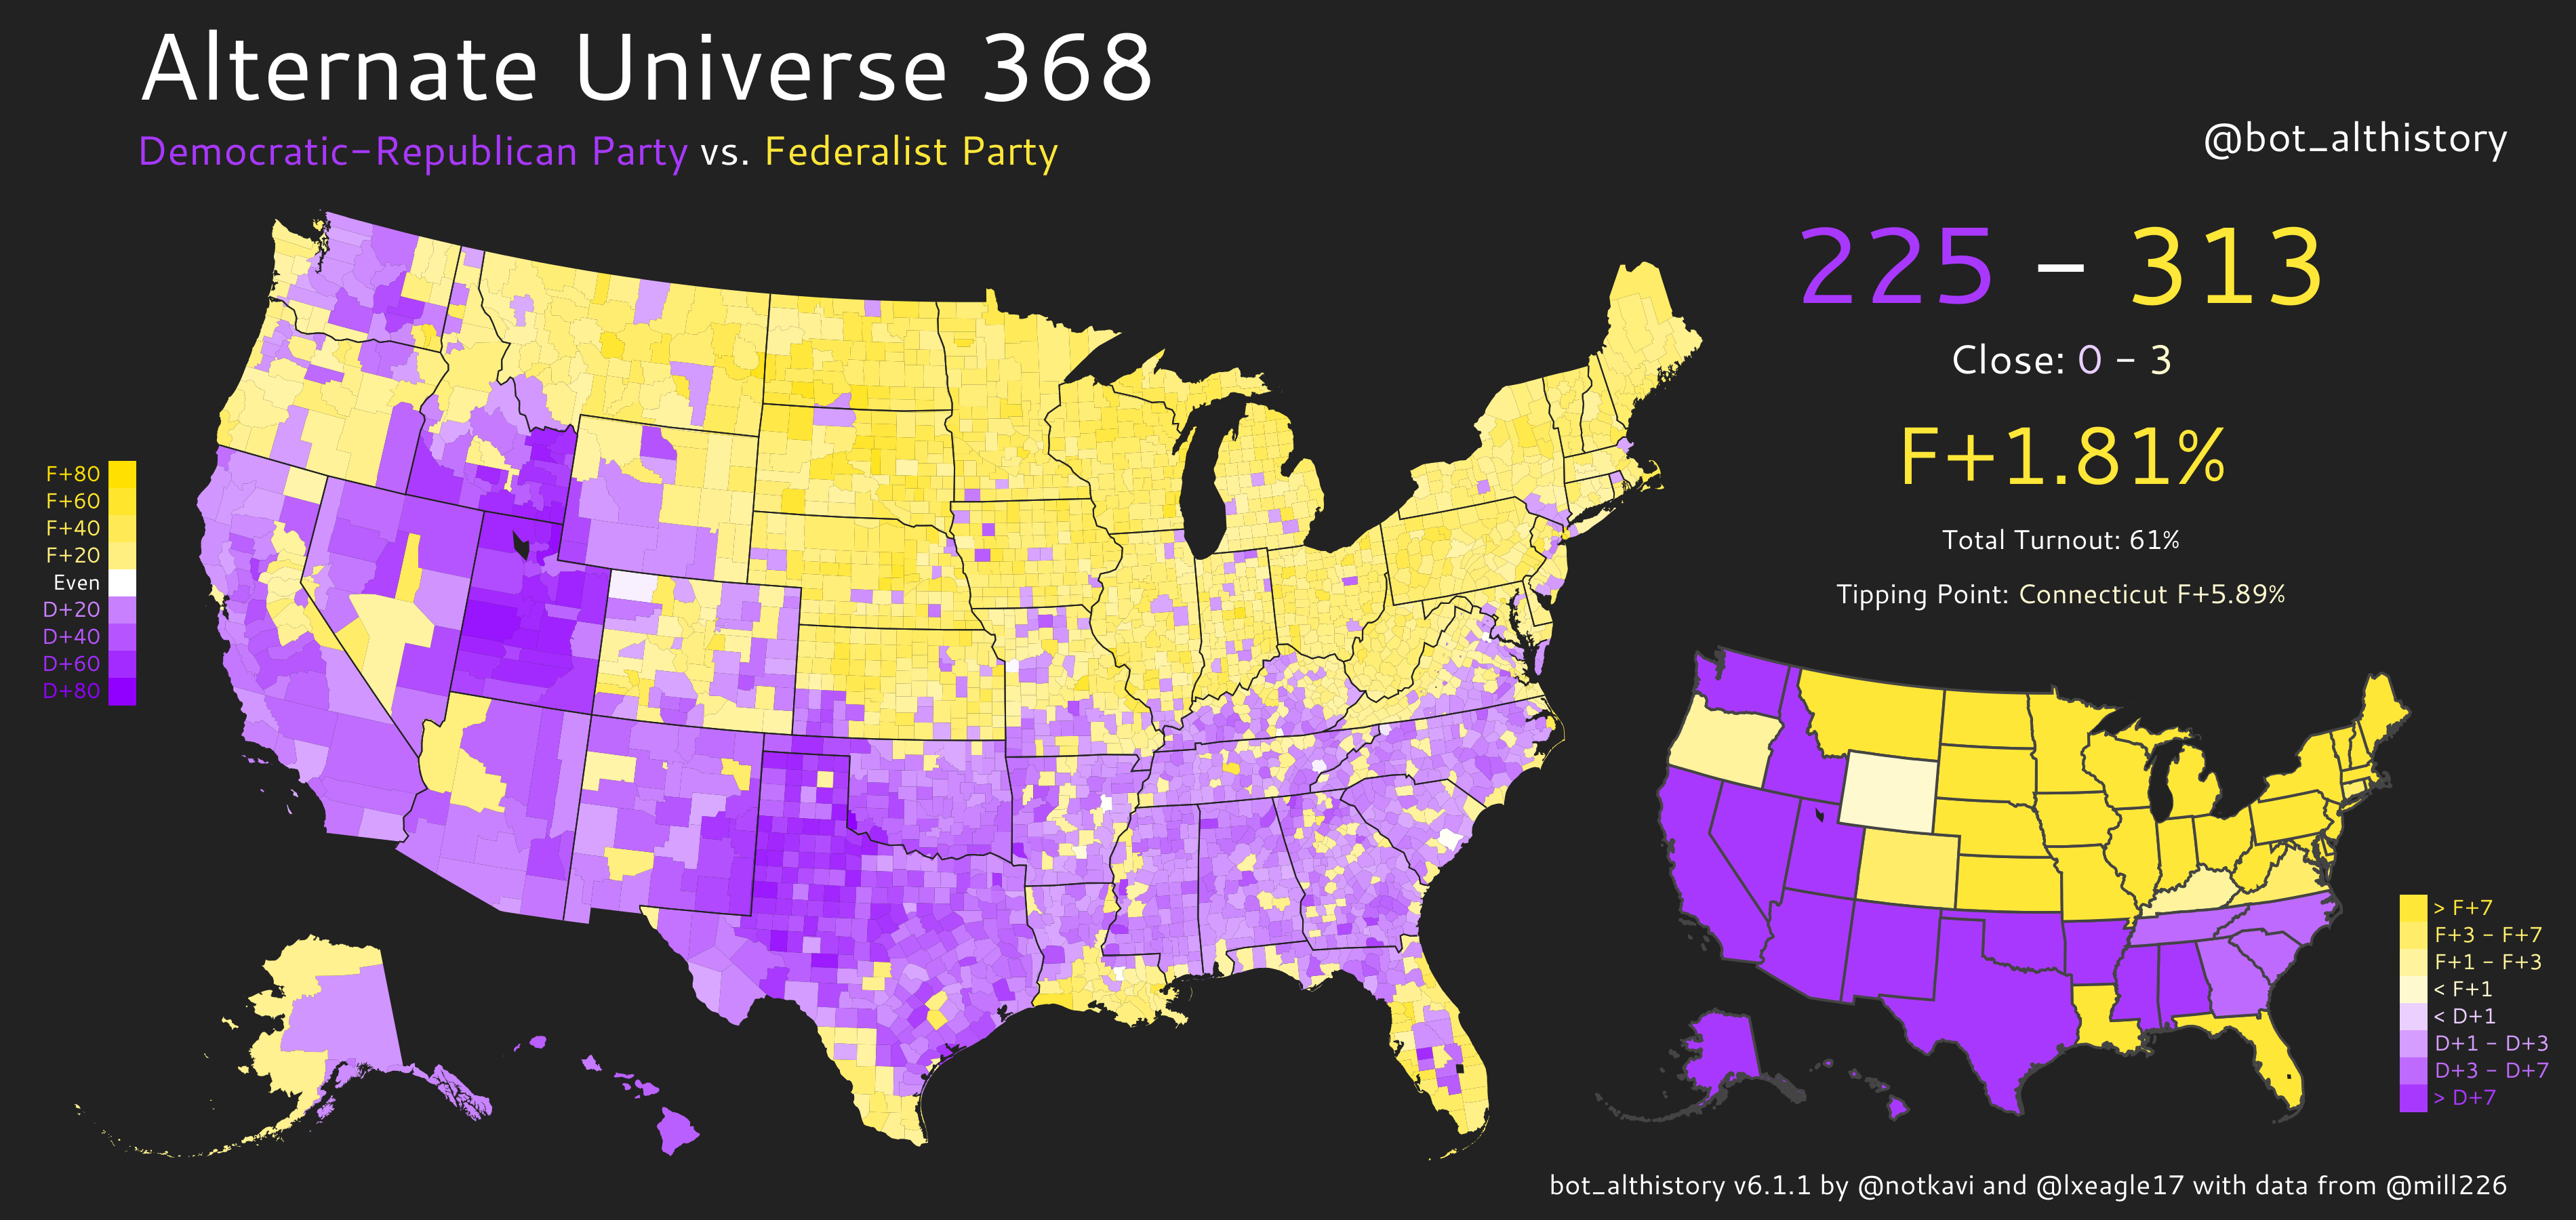 Alternate Universe 368
Democratic-Republican Party vs. Federalist Party
@bot_althistory
225 - 313
Close: 0 - 3
F+1.81%
Total Turnout: 61%
Tipping Point: Connecticut F+5.89%
F+80
F+60
F+40
F+20
Even
D+20
D+40
D+60
D+80
> F+7
F+3 - F+7
F+1 - F+3
< F+1
< D+1
D+1 - D+3
D+3 - D+7
> D+7
bot_althistory v6.1.1 by @notkavi and @lxeagle17 with data from @mill226